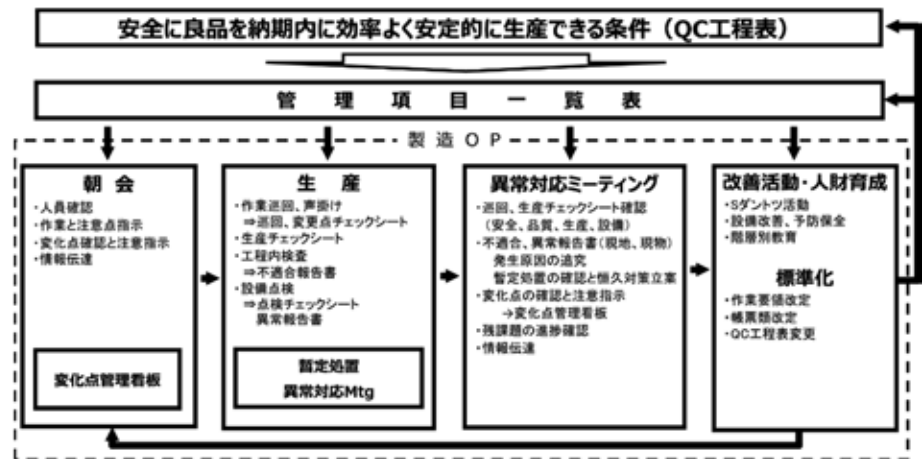 安全に良品を納期内に効率よく安定的に生産できる条件（QC工程表）
管理項目一覧表
製造OP
朝会
・人員確認
・作業と注意点指示
・変化点確認と注意指示
・情報伝達
変化点管理看板
生産
・作業巡回、声掛け
⇒巡回、変更点チェックシート
・生産チェックシート
・工程内検査
⇒不適合報告書
・設備点検
⇒点検チェックシート
異常報告書
暫定処置
異常対応Mtg
異常対応ミーティング
・巡回、生産チェックシート確認
（安全、品質、生産、設備）
・不適合、異常報告書（現地、現物）
発生原因の追究
暫定処置の確認と恒久対策立案
・変化点の確認と注意指示
→変化点管理看板
・残課題の進捗確認
・情報伝達
改善活動・人財育成
・Sダントツ活動
・設備改善、予防保全
・階層別教育
標準化
・作業要領改定
・帳票類改定
・QC工程表変更